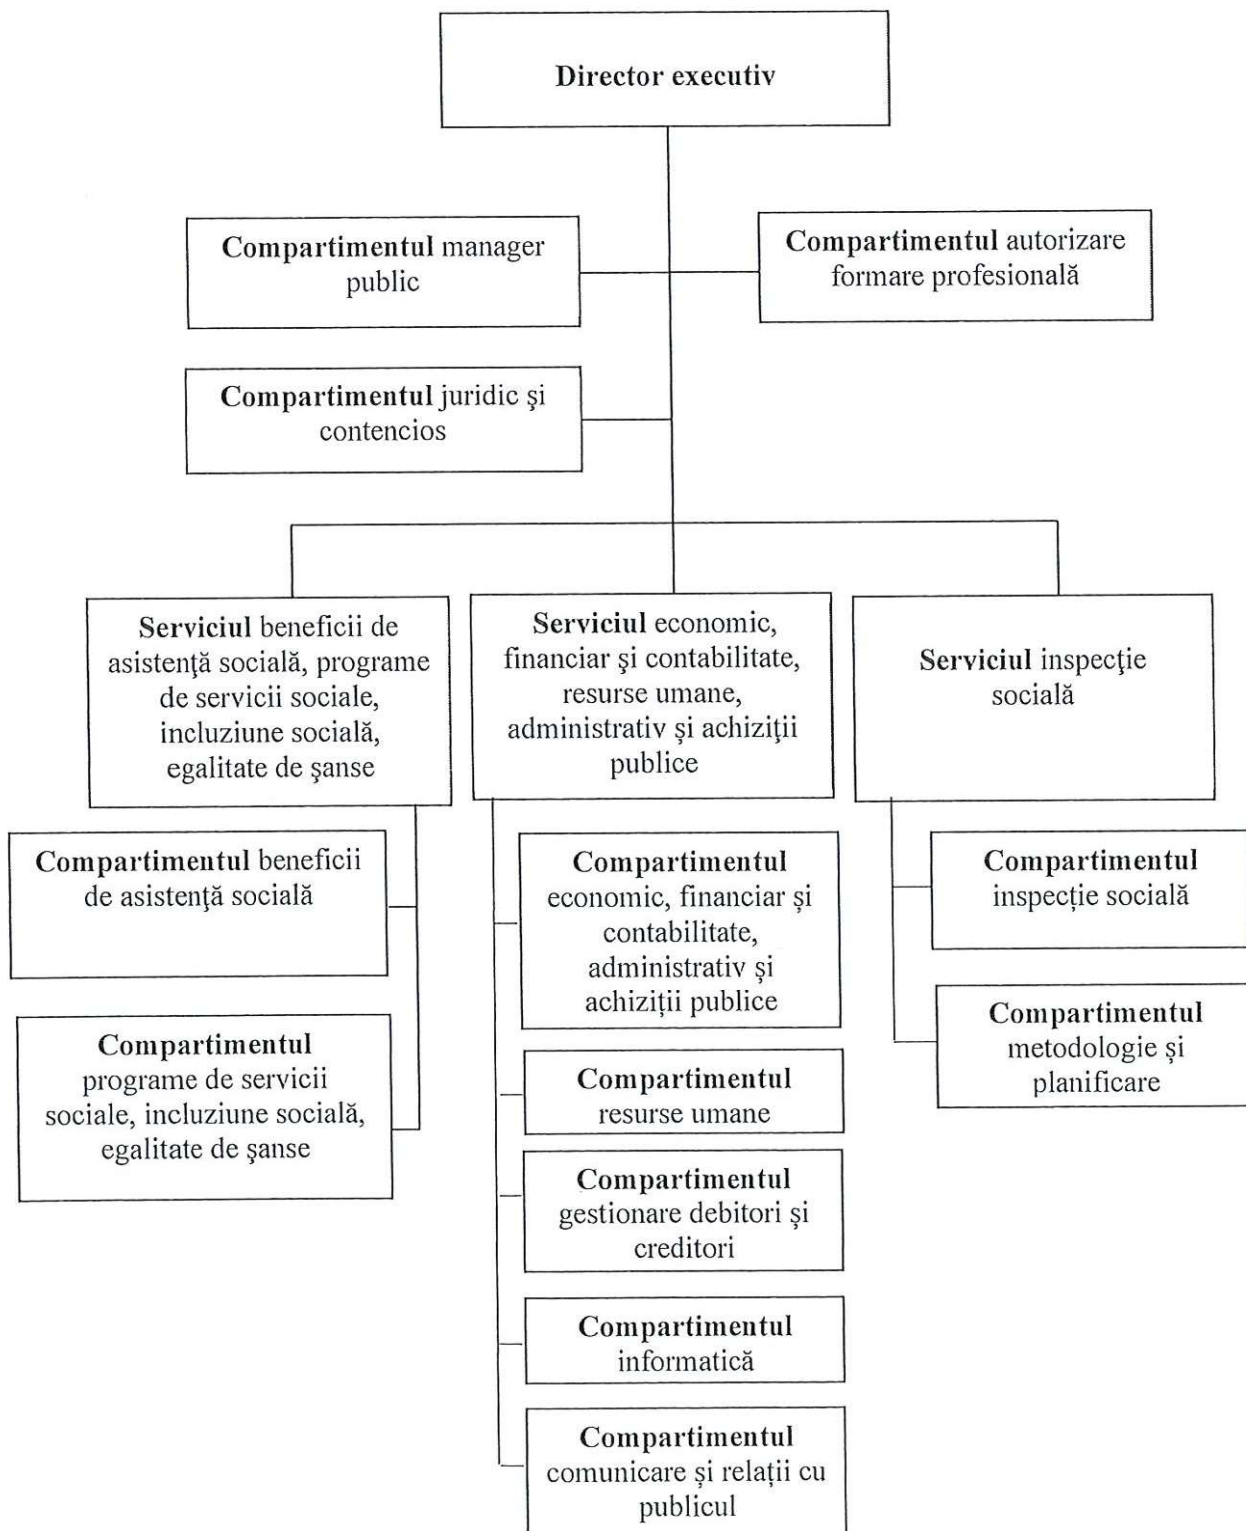 Director executiv
Compartimentul manager
public
Compartimentul autorizare
formare profesională
Compartimentul juridic şi
contencios
Serviciul beneficii de
asistenţă socială, programe
de servicii sociale,
incluziune socială,
egalitate de şanse
Serviciul economic,
financiar şi contabilitate,
resurse umane,
administrativ și achiziţii
publice
Serviciul inspecţie
socială
Compartimentul beneficii
de asistenţă socială
Compartimentul
programe de servicii
sociale, incluziune socială,
egalitate de şanse
Compartimentul
economic, financiar și
contabilitate,
administrativ și
achiziții publice
Compartimentul
resurse umane
Compartimentul
gestionare debitori și
creditori
Compartimentul
informatică
Compartimentul
comunicare și relații cu
publicul
Compartimentul
inspecție socială
Compartimentul
metodologie și
planificare